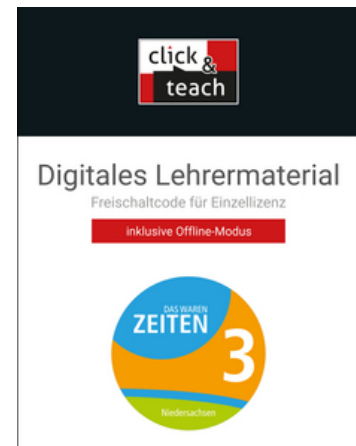 click &
teach
Digitales Lehrermaterial
Freischaltcode für Einzellizenz
inklusive Offline-Modus
DAS WAREN
ZEITEN
3
Niedersachsen